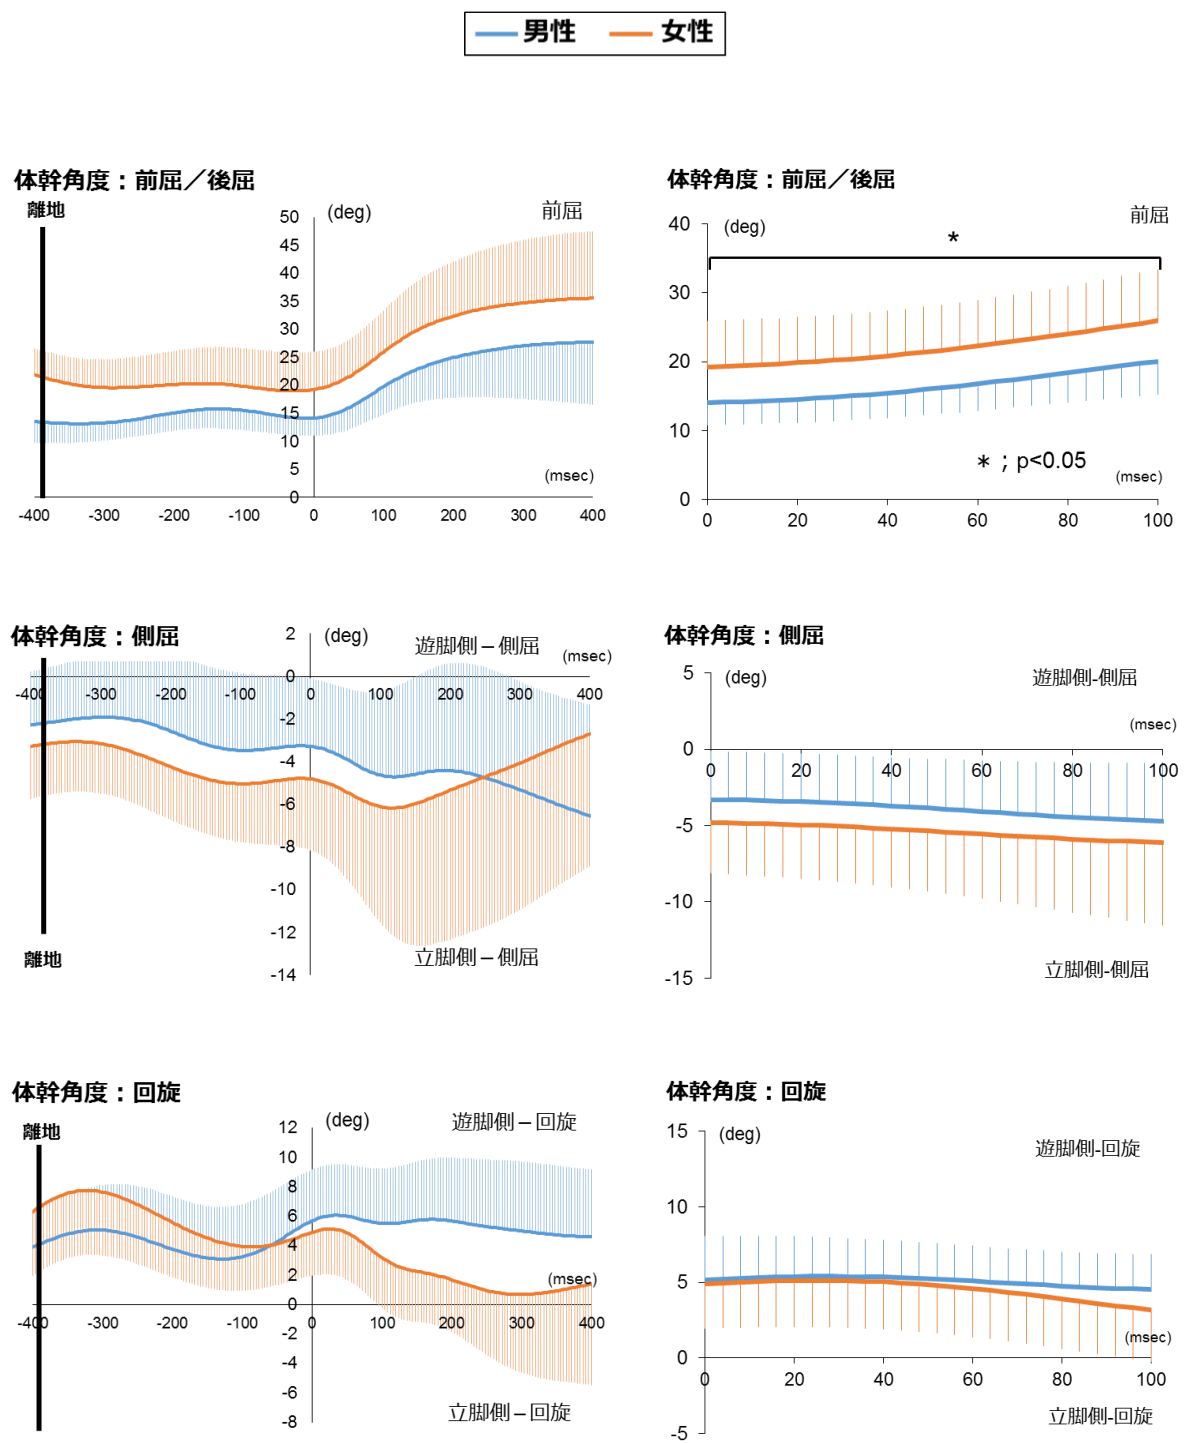 男性 女性
体幹角度：前屈／後屈
離地
(deg)
前屈
50
45
40
35
30
25
20
15
10
5
0
(msec)
-400 -300 -200 -100 0 100 200 300 400
体幹角度：前屈／後屈
(deg)
前屈
40
30
20
10
0
*
* ; p<0.05
(msec)
0 20 40 60 80 100
体幹角度：側屈
(deg)
遊脚側－側屈
(msec)
2
0
-2
-4
-6
-8
-10
-12
-14
-400 -300 -200 -100 0 100 200 300 400
離地
立脚側－側屈
体幹角度：側屈
(deg)
遊脚側-側屈
(msec)
5
0
-5
-10
-15
0 20 40 60 80 100
立脚側-側屈
体幹角度：回旋
離地
(deg)
遊脚側－回旋
12
10
8
6
4
2
0
-2
-4
-6
-8
(msec)
-400 -300 -200 -100 0 100 200 300 400
立脚側－回旋
体幹角度：回旋
(deg)
遊脚側-回旋
15
10
5
0
-5
(msec)
0 20 40 60 80 100
立脚側-回旋